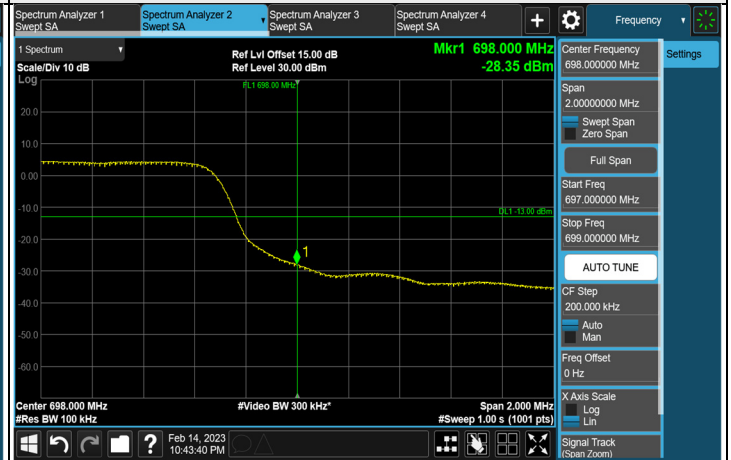 Spectrum Analyzer 1
Swept SA
Spectrum Analyzer 2
Swept SA
Spectrum Analyzer 3
Swept SA
Spectrum Analyzer 4
Swept SA
+
Frequency
1 Spectrum
Scale/Div 10 dB
Log
Ref Lvl Offset 15.00 dB
Ref Level 30.00 dBm
Mkr1 698.000 MHz
-28.35 dBm
FL1 698.00 MHz
20.0
10.0
0.00
-10.0
-20.0
-30.0
-40.0
-50.0
-60.0
DL1 -13.00 dBm
1
Center 698.000 MHz
#Res BW 100 kHz
#Video BW 300 kHz*
Span 2.000 MHz
#Sweep 1.00 s (1001 pts)
Center Frequency
698.000000 MHz
Settings
Span
2.00000000 MHz
Swept Span
Zero Span
Full Span
Start Freq
697.000000 MHz
Stop Freq
699.000000 MHz
AUTO TUNE
CF Step
200.000 kHz
Auto
Man
Freq Offset
0 Hz
X Axis Scale
Log
Lin
Signal Track
(Span Zoom)
?
Feb 14, 2023
10:43:40 PM